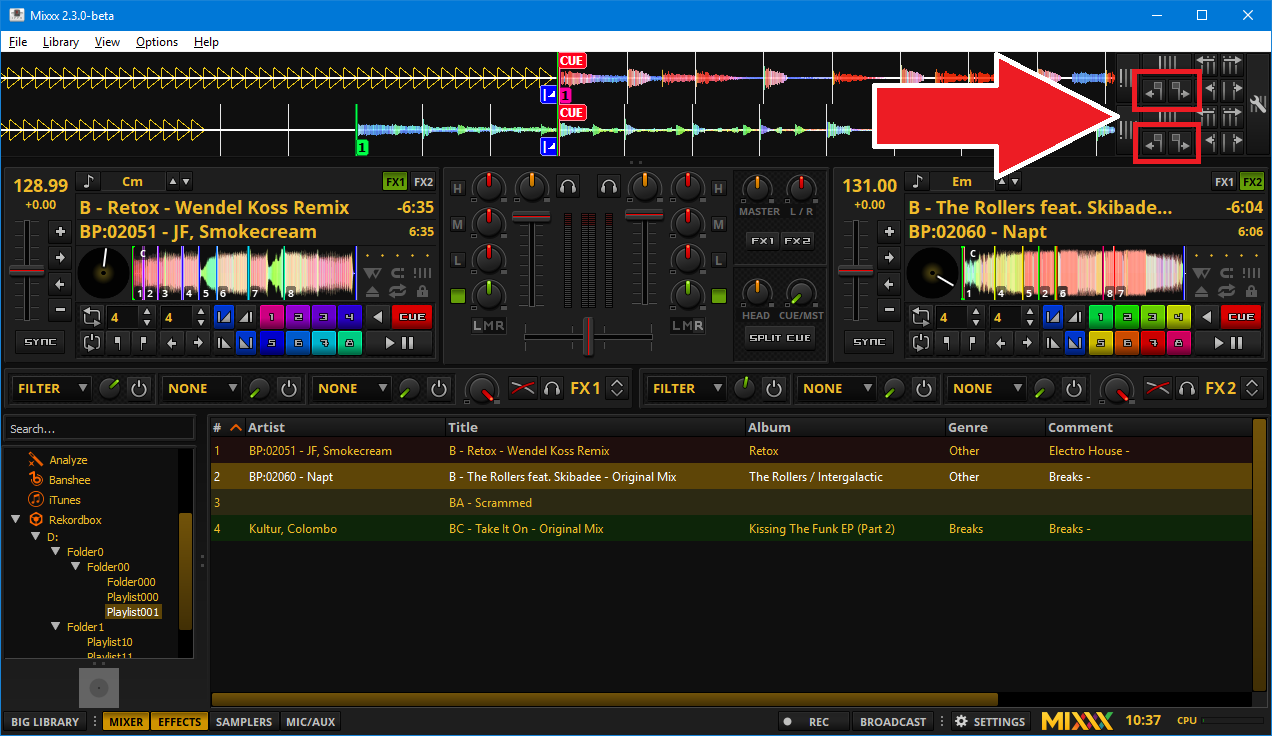 Mixxx 2.3.0-beta
File Library View Options Help
CUE
1
CUE
1
128.99
+0.00
Cm
FX1 FX2
B - Retox - Wendel Koss Remix -6:35
BP:02051 - JF, Smokecream 6:35
C
1 2 3 4 5 6 7 8
4 4 1 2 3 4 CUE
SYNC 5 6 7 8
H H
M M
L L
LMR LMR
MASTER L / R
FX1 FX2
HEAD CUE/MST
SPLIT CUE
131.00
+0.00
Em
FX1 FX2
B - The Rollers feat. Skibade... -6:04
BP:02060 - Napt 6:06
C
1 4 5 2 6 8 7
4 4 1 2 3 4 CUE
SYNC 5 6 7 8
FILTER NONE NONE FX1 FILTER NONE NONE FX2
Search...
Analyze
Banshee
iTunes
Rekordbox
D:
Folder0
Folder00
Folder000
Playlist000
Playlist001
Folder1
Playlist10
Playlist11
# Artist Title Album Genre Comment
1 BP:02051 - JF, Smokecream B - Retox - Wendel Koss Remix Retox Other Electro House -
2 BP:02060 - Napt B - The Rollers feat. Skibadee - Original Mix The Rollers / Intergalactic Other Breaks -
3 BA - Scrammed
4 Kultur, Colombo BC - Take It On - Original Mix Kissing The Funk EP (Part 2) Breaks Breaks -
BIG LIBRARY MIXER EFFECTS SAMPLERS MIC/AUX REC BROADCAST SETTINGS MIXXX 10:37 CPU